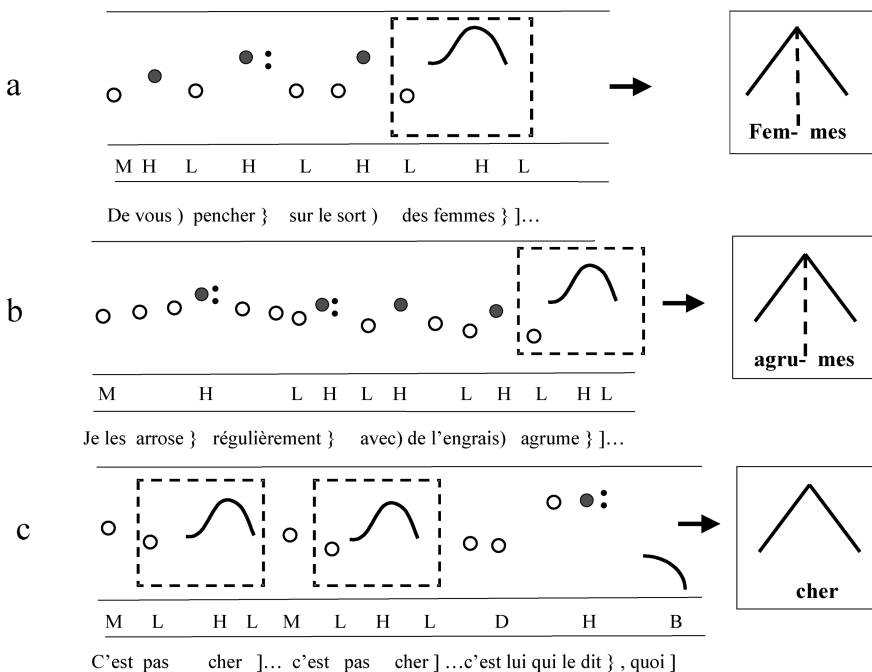 a
Fem- mes
M H L H L H L H L
De vous ) pencher } sur le sort ) des femmes } ]…
b
agru- mes
M H L H L H L H L H L
Je les arrose } régulièrement } avec) de l'engrais) agrume } ]…
c
cher
M L H L M L H L D H B
C'est pas cher ]… c'est pas cher ] …c'est lui qui le dit } , quoi ]